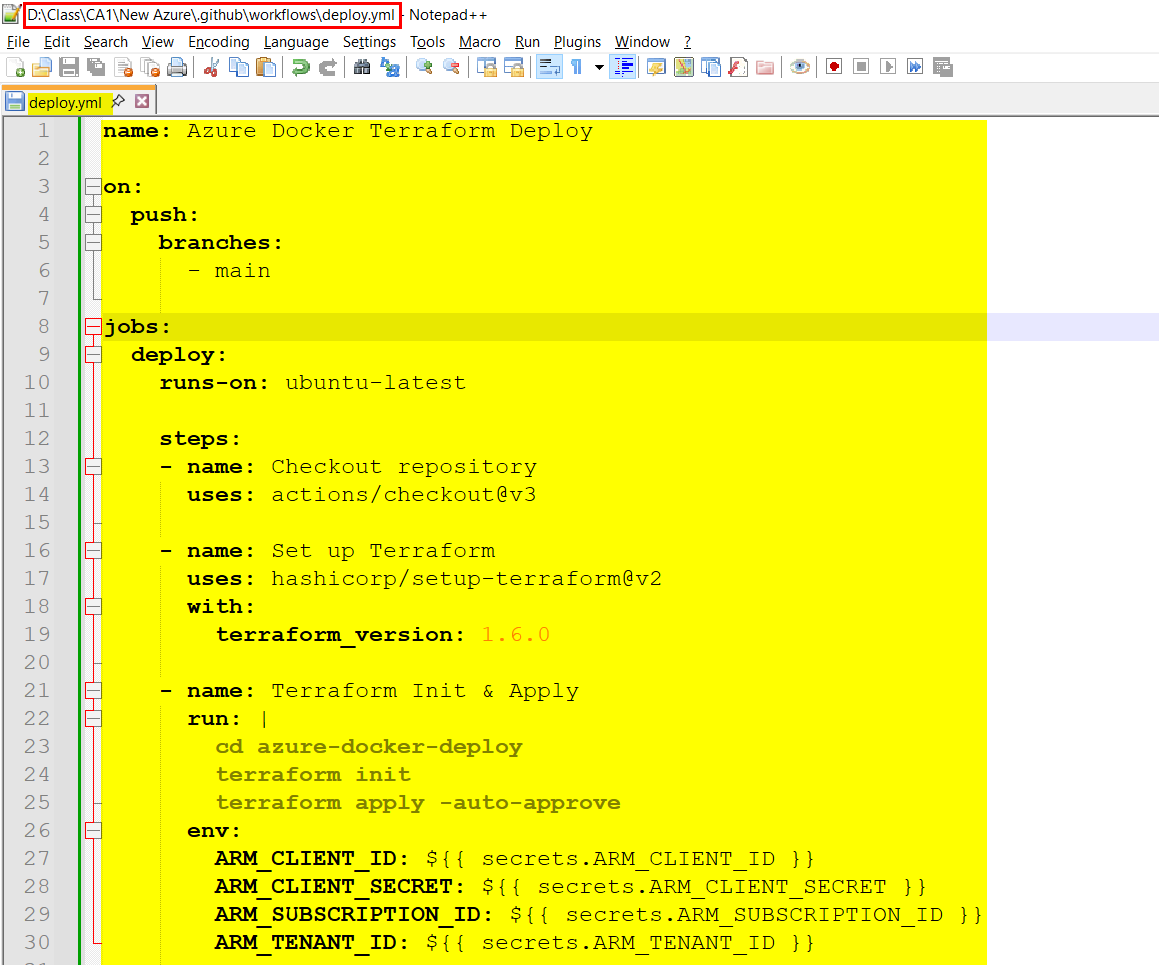 D:\Class\CA1\New Azure\.github\workflows\deploy.yml - Notepad++
File Edit Search View Encoding Language Settings Tools Macro Run Plugins Window ?
deploy.yml
1 name: Azure Docker Terraform Deploy
2
3 on:
4 push:
5 branches:
6 - main
7
8 jobs:
9 deploy:
10 runs-on: ubuntu-latest
11
12 steps:
13 - name: Checkout repository
14 uses: actions/checkout@v3
15
16 - name: Set up Terraform
17 uses: hashicorp/setup-terraform@v2
18 with:
19 terraform_version: 1.6.0
20
21 - name: Terraform Init & Apply
22 run: |
23 cd azure-docker-deploy
24 terraform init
25 terraform apply -auto-approve
26 env:
27 ARM_CLIENT_ID: ${{ secrets.ARM_CLIENT_ID }}
28 ARM_CLIENT_SECRET: ${{ secrets.ARM_CLIENT_SECRET }}
29 ARM_SUBSCRIPTION_ID: ${{ secrets.ARM_SUBSCRIPTION_ID }}
30 ARM_TENANT_ID: ${{ secrets.ARM_TENANT_ID }}